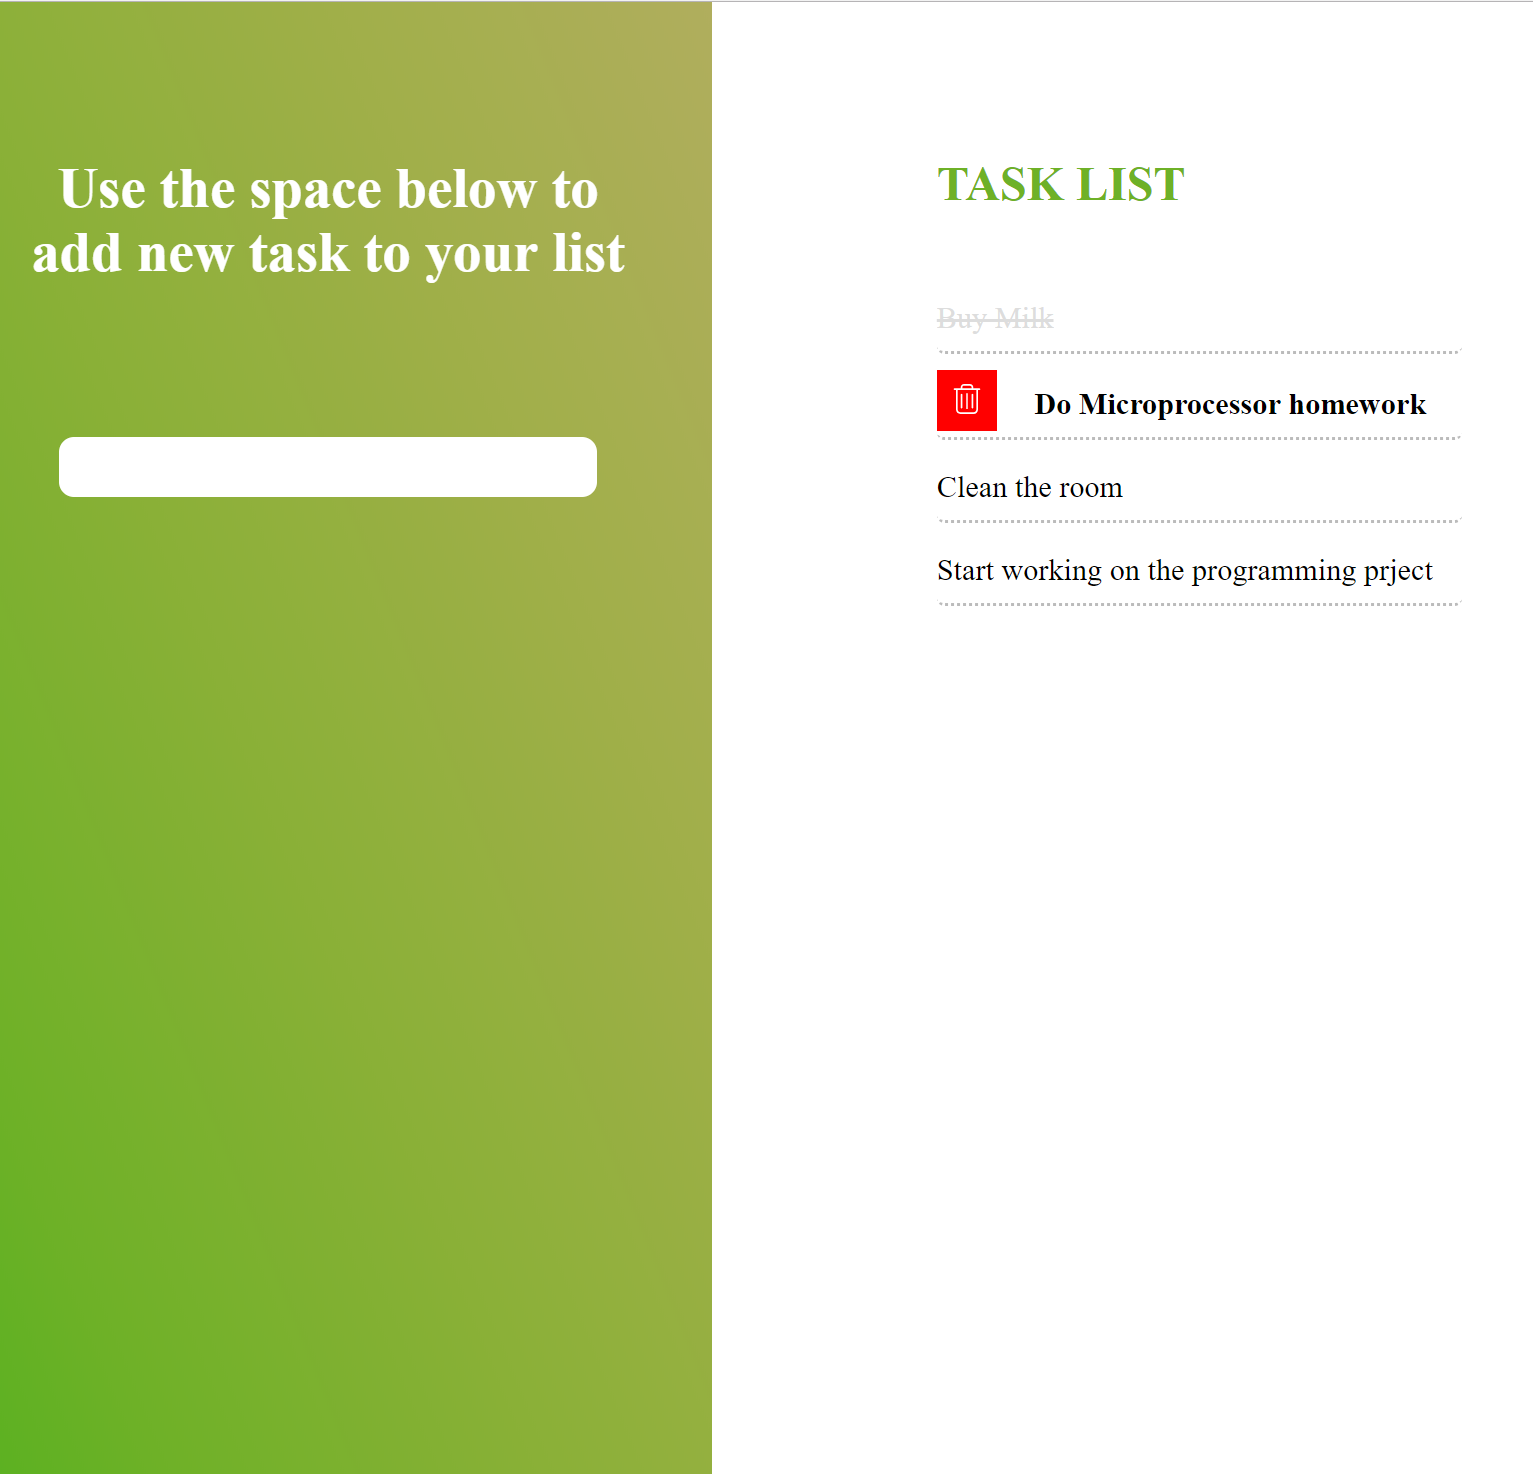 Use the space below to
add new task to your list
TASK LIST
Buy Milk
Do Microprocessor homework
Clean the room
Start working on the programming prject